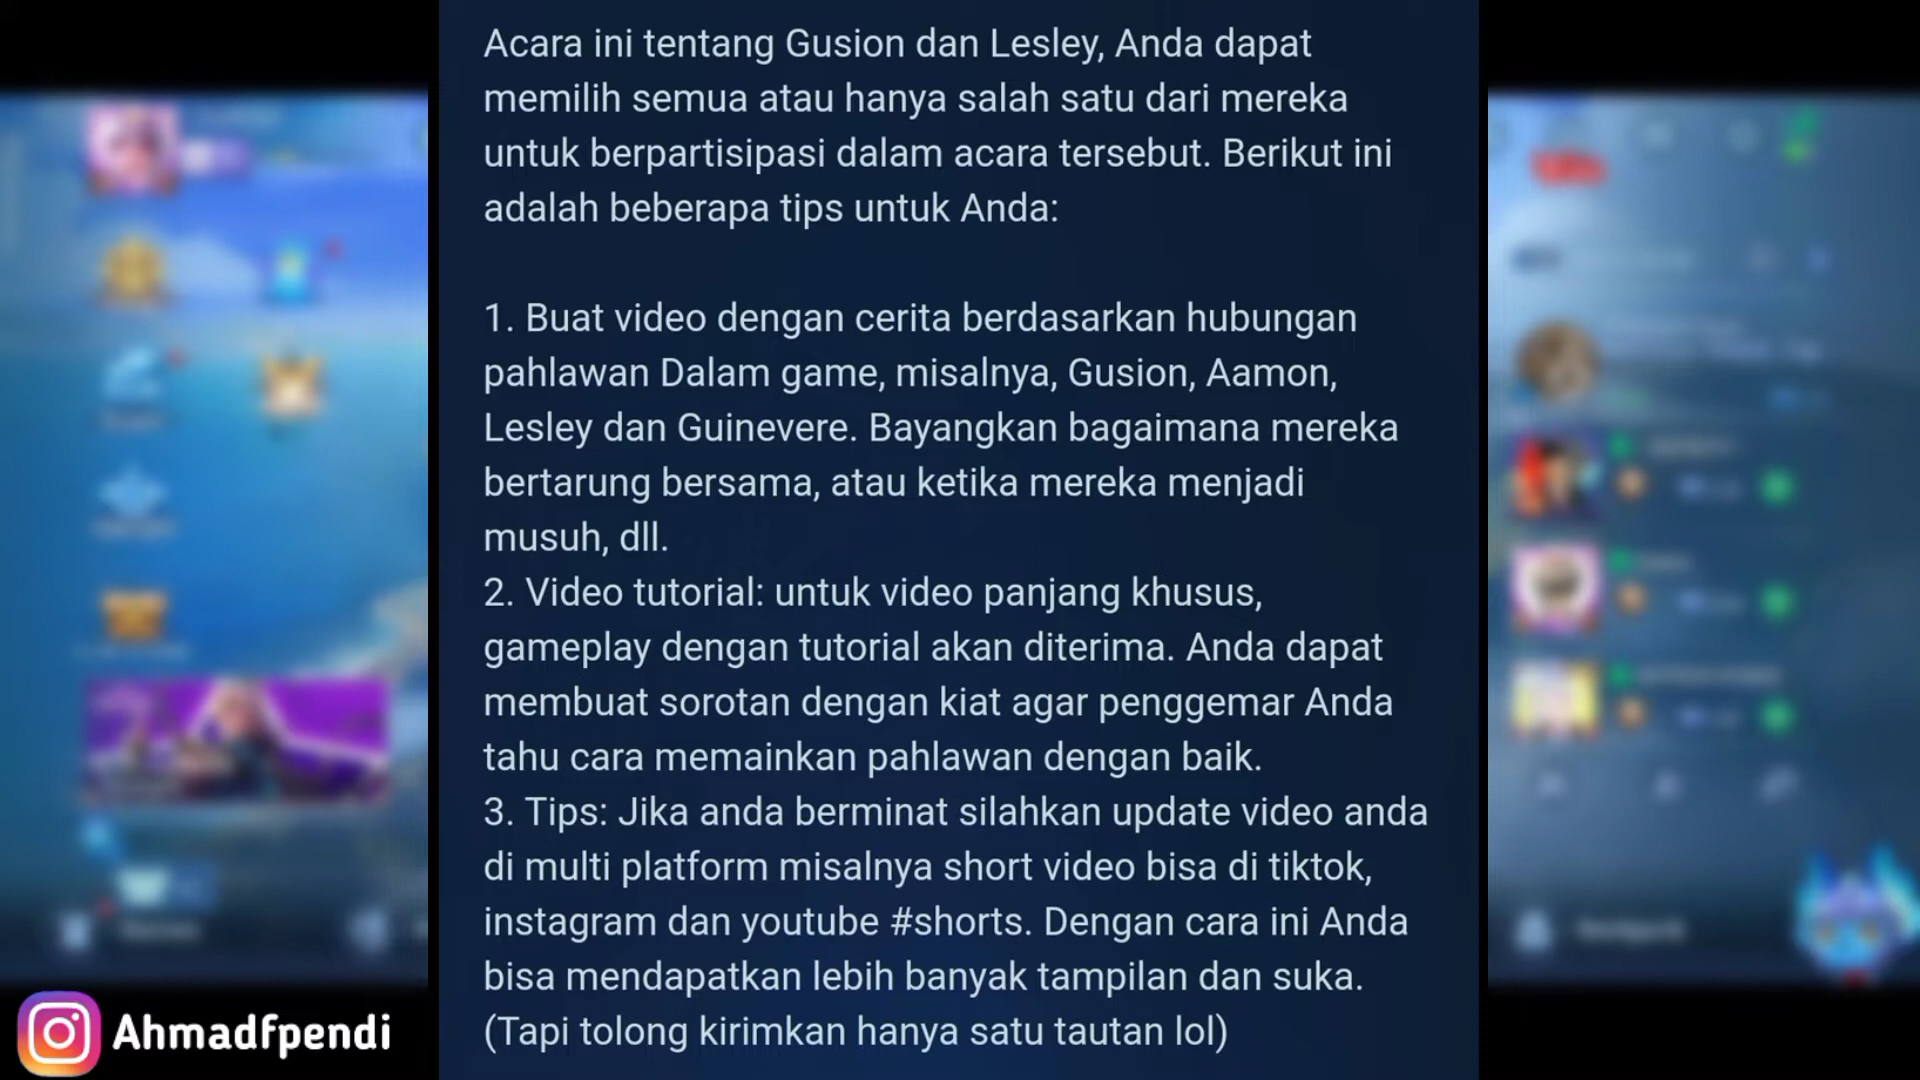 Acara ini tentang Gusion dan Lesley, Anda dapat
memilih semua atau hanya salah satu dari mereka
untuk berpartisipasi dalam acara tersebut. Berikut ini
adalah beberapa tips untuk Anda:
1. Buat video dengan cerita berdasarkan hubungan
pahlawan Dalam game, misalnya, Gusion, Aamon,
Lesley dan Guinevere. Bayangkan bagaimana mereka
bertarung bersama, atau ketika mereka menjadi
musuh, dll.
2. Video tutorial: untuk video panjang khusus,
gameplay dengan tutorial akan diterima. Anda dapat
membuat sorotan dengan kiat agar penggemar Anda
tahu cara memainkan pahlawan dengan baik.
3. Tips: Jika anda berminat silahkan update video anda
di multi platform misalnya short video bisa di tiktok,
instagram dan youtube #shorts. Dengan cara ini Anda
bisa mendapatkan lebih banyak tampilan dan suka.
(Tapi tolong kirimkan hanya satu tautan lol)
Ahmadfpendi